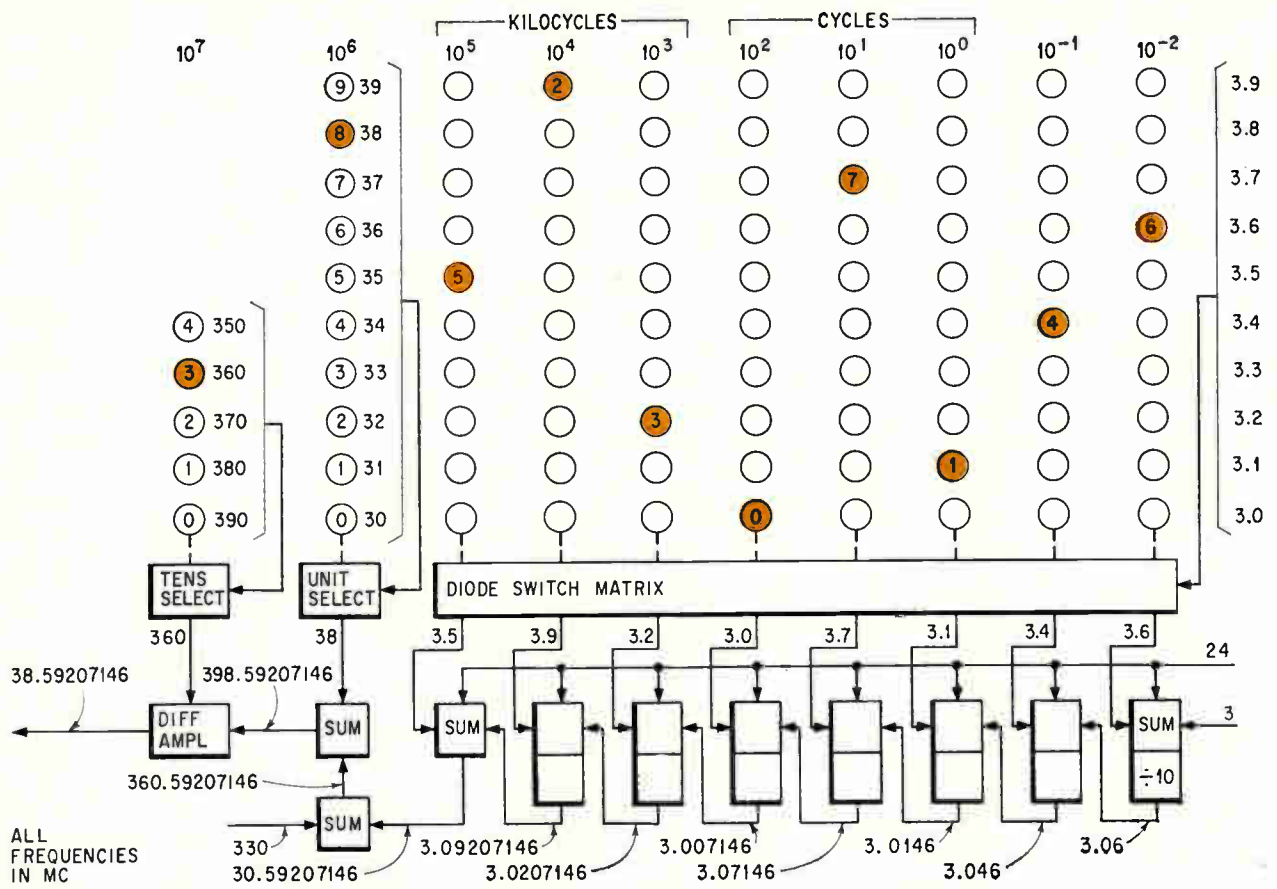 KILOCYCLES CYCLES
10⁷ 10⁶ 10⁵ 10⁴ 10³ 10² 10¹ 10⁰ 10⁻¹ 10⁻²
9 39 2 3.9
8 38 3.8
7 37 7 3.7
6 36 6 3.6
5 35 5 3.5
4 350 4 34 4 3.4
3 360 3 33 3.3
2 370 2 32 3 3.2
1 380 1 31 1 3.1
0 390 0 30 0 3.0
TENS SELECT
UNIT SELECT
DIODE SWITCH MATRIX
360 38 3.5 3.9 3.2 3.0 3.7 3.1 3.4 3.6
24
38.59207146 398.59207146
DIFF AMPL
SUM
SUM
SUM
3
÷10
360.59207146
SUM
330
30.59207146
3.09207146
3.0207146
3.007146
3.07146
3.0146
3.046
3.06
ALL
FREQUENCIES
IN MC